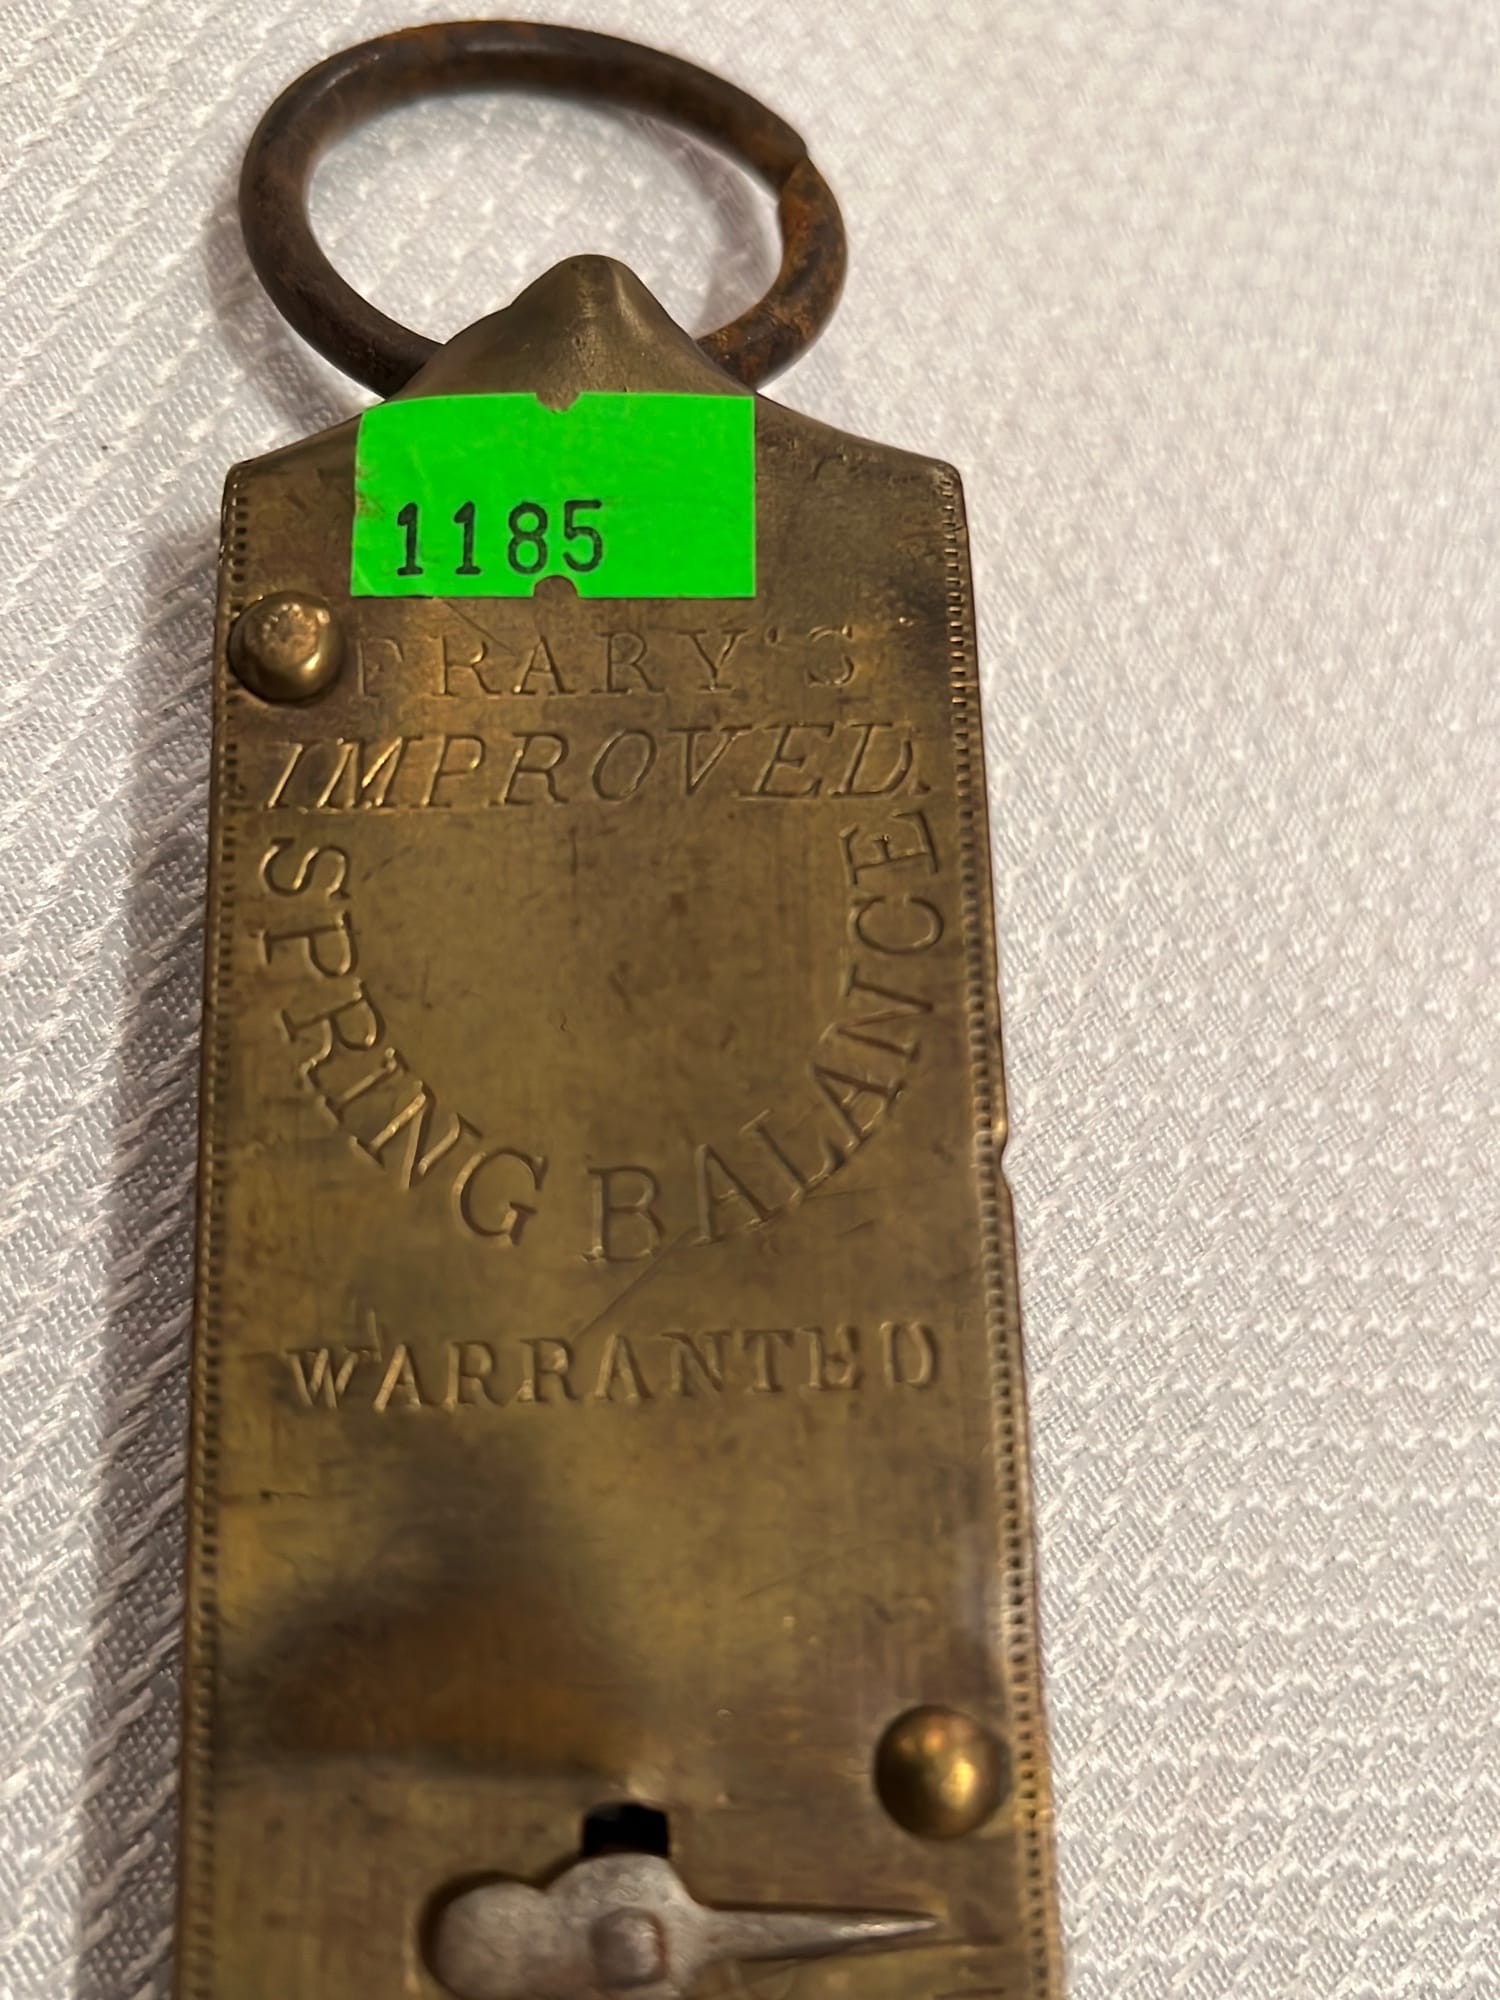 1185
FRARY'S
IMPROVED.
SPRING BALANCE
WARRANTED